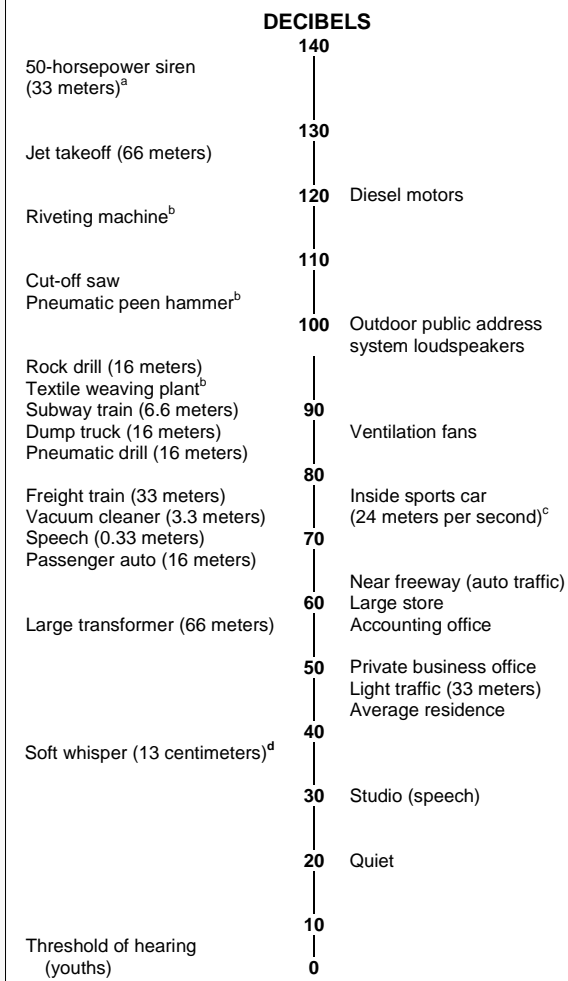 DECIBELS
140
50-horsepower siren
(33 meters)a
130
Jet takeoff (66 meters)
120 Diesel motors
Riveting machineb
110
Cut-off saw
Pneumatic peen hammerb
100 Outdoor public address
system loudspeakers
Rock drill (16 meters)
Textile weaving plantb
Subway train (6.6 meters) 90
Dump truck (16 meters) Ventilation fans
Pneumatic drill (16 meters)
80
Freight train (33 meters) Inside sports car
Vacuum cleaner (3.3 meters) (24 meters per second)c
Speech (0.33 meters) 70
Passenger auto (16 meters)
Near freeway (auto traffic)
60 Large store
Large transformer (66 meters) Accounting office
50 Private business office
Light traffic (33 meters)
Average residence
40
Soft whisper (13 centimeters)d
30 Studio (speech)
20 Quiet
10
Threshold of hearing
(youths) 0